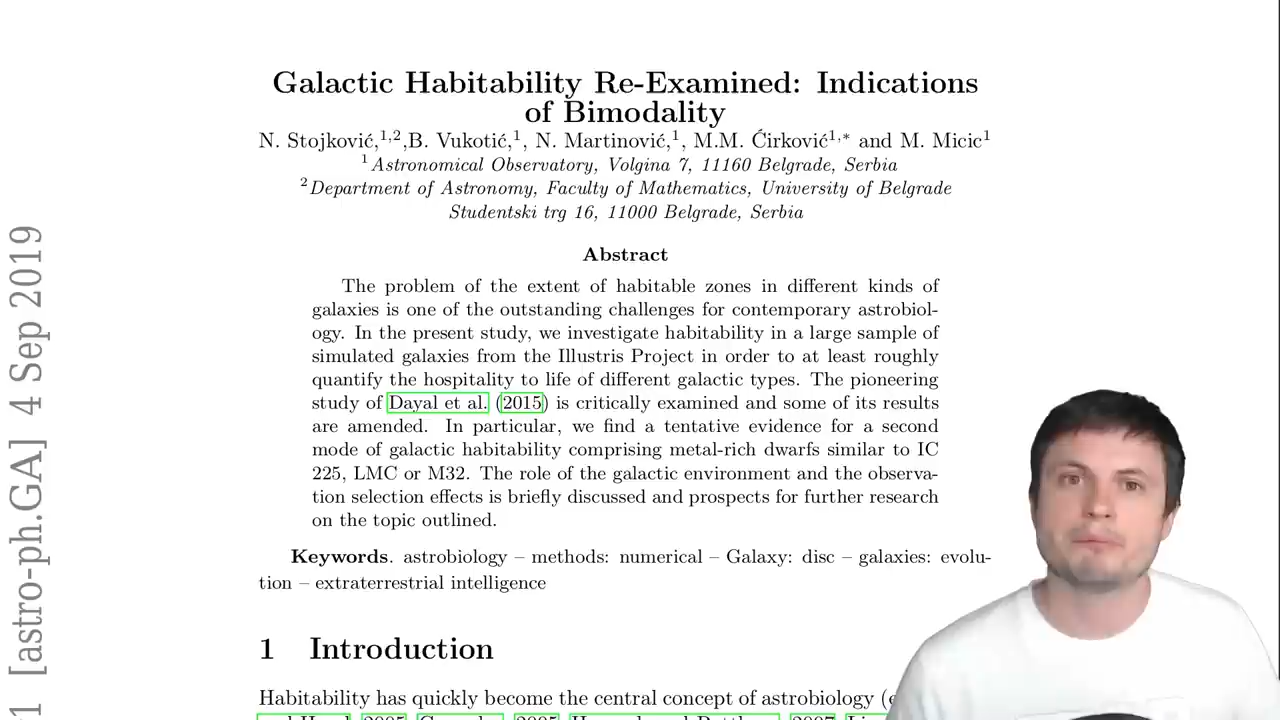 Galactic Habitability Re-Examined: Indications
of Bimodality
N. Stojković,1,2,B. Vukotić,1, N. Martinović,1, M.M. Ćirković1,* and M. Micic1
1Astronomical Observatory, Volgina 7, 11160 Belgrade, Serbia
2Department of Astronomy, Faculty of Mathematics, University of Belgrade
Studentski trg 16, 11000 Belgrade, Serbia
Abstract
The problem of the extent of habitable zones in different kinds of
galaxies is one of the outstanding challenges for contemporary astrobiol-
ogy. In the present study, we investigate habitability in a large sample of
simulated galaxies from the Illustris Project in order to at least roughly
quantify the hospitality to life of different galactic types. The pioneering
study of Dayal et al. (2015) is critically examined and some of its results
are amended. In particular, we find a tentative evidence for a second
mode of galactic habitability comprising metal-rich dwarfs similar to IC
225, LMC or M32. The role of the galactic environment and the observa-
tion selection effects is briefly discussed and prospects for further research
on the topic outlined.
Keywords. astrobiology – methods: numerical – Galaxy: disc – galaxies: evolu-
tion – extraterrestrial intelligence
1 Introduction
Habitability has quickly become the central concept of astrobiology (
[astro-ph.GA] 4 Sep 2019